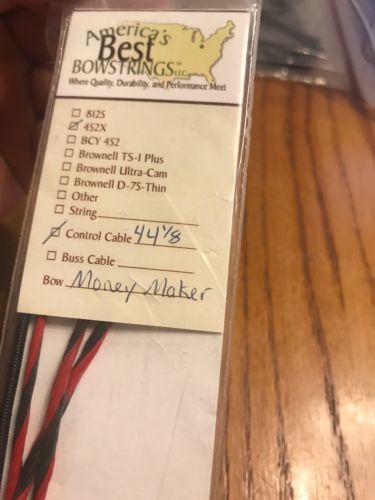 America's
Best
BOWSTRINGS LLC
Where Quality, Durability, and Performance Meet
8125
452X
BCY 452
Brownell TS-1 Plus
Brownell Ultra-Cam
Brownell D-75-Thin
Other
String
Control Cable 44 1/8
Buss Cable
Bow Money Maker